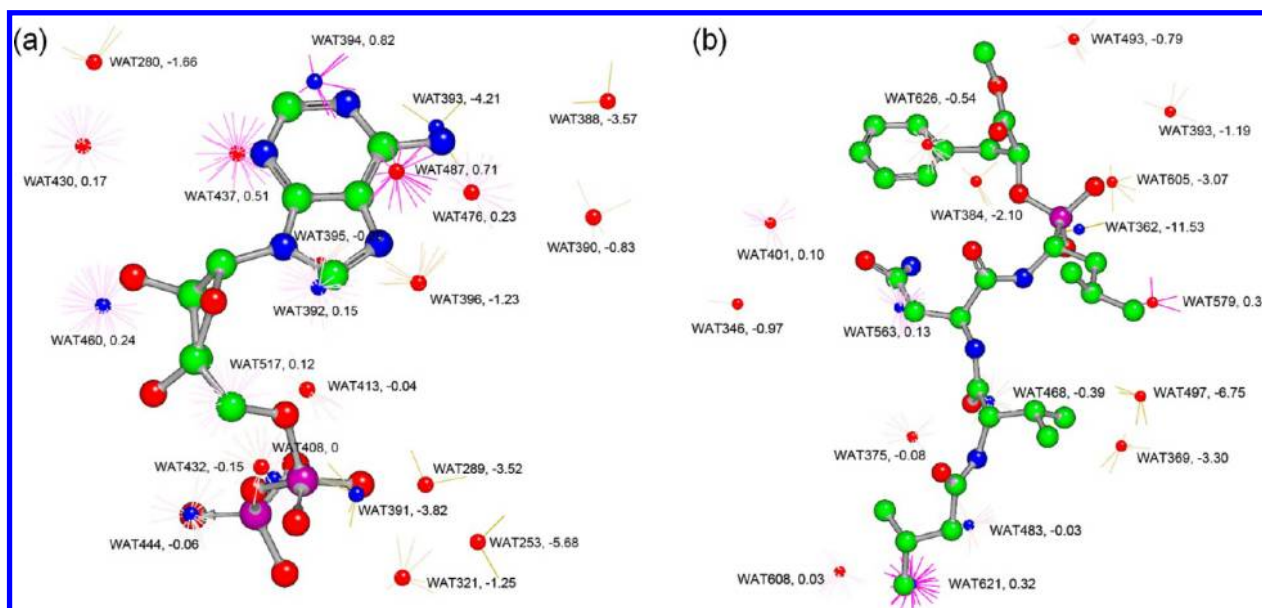 (a)
WAT394, 0.82
WAT280, -1.66
WAT393, -4.21
WAT388, -3.57
WAT430, 0.17
WAT437, 0.51
WAT487, 0.71
WAT476, 0.23
WAT395, -0
WAT390, -0.83
WAT396, -1.23
WAT392, 0.15
WAT460, 0.24
WAT517, 0.12
WAT413, -0.04
WAT408, 0
WAT432, -0.15
WAT289, -3.52
WAT391, -3.82
WAT444, -0.06
WAT253, -5.68
WAT321, -1.25
(b)
WAT493, -0.79
WAT626, -0.54
WAT393, -1.19
WAT605, -3.07
WAT384, -2.10
WAT362, -11.53
WAT401, 0.10
WAT579, 0.3
WAT346, -0.97
WAT563, 0.13
WAT468, -0.39
WAT497, -6.75
WAT375, -0.08
WAT369, -3.30
WAT483, -0.03
WAT608, 0.03
WAT621, 0.32